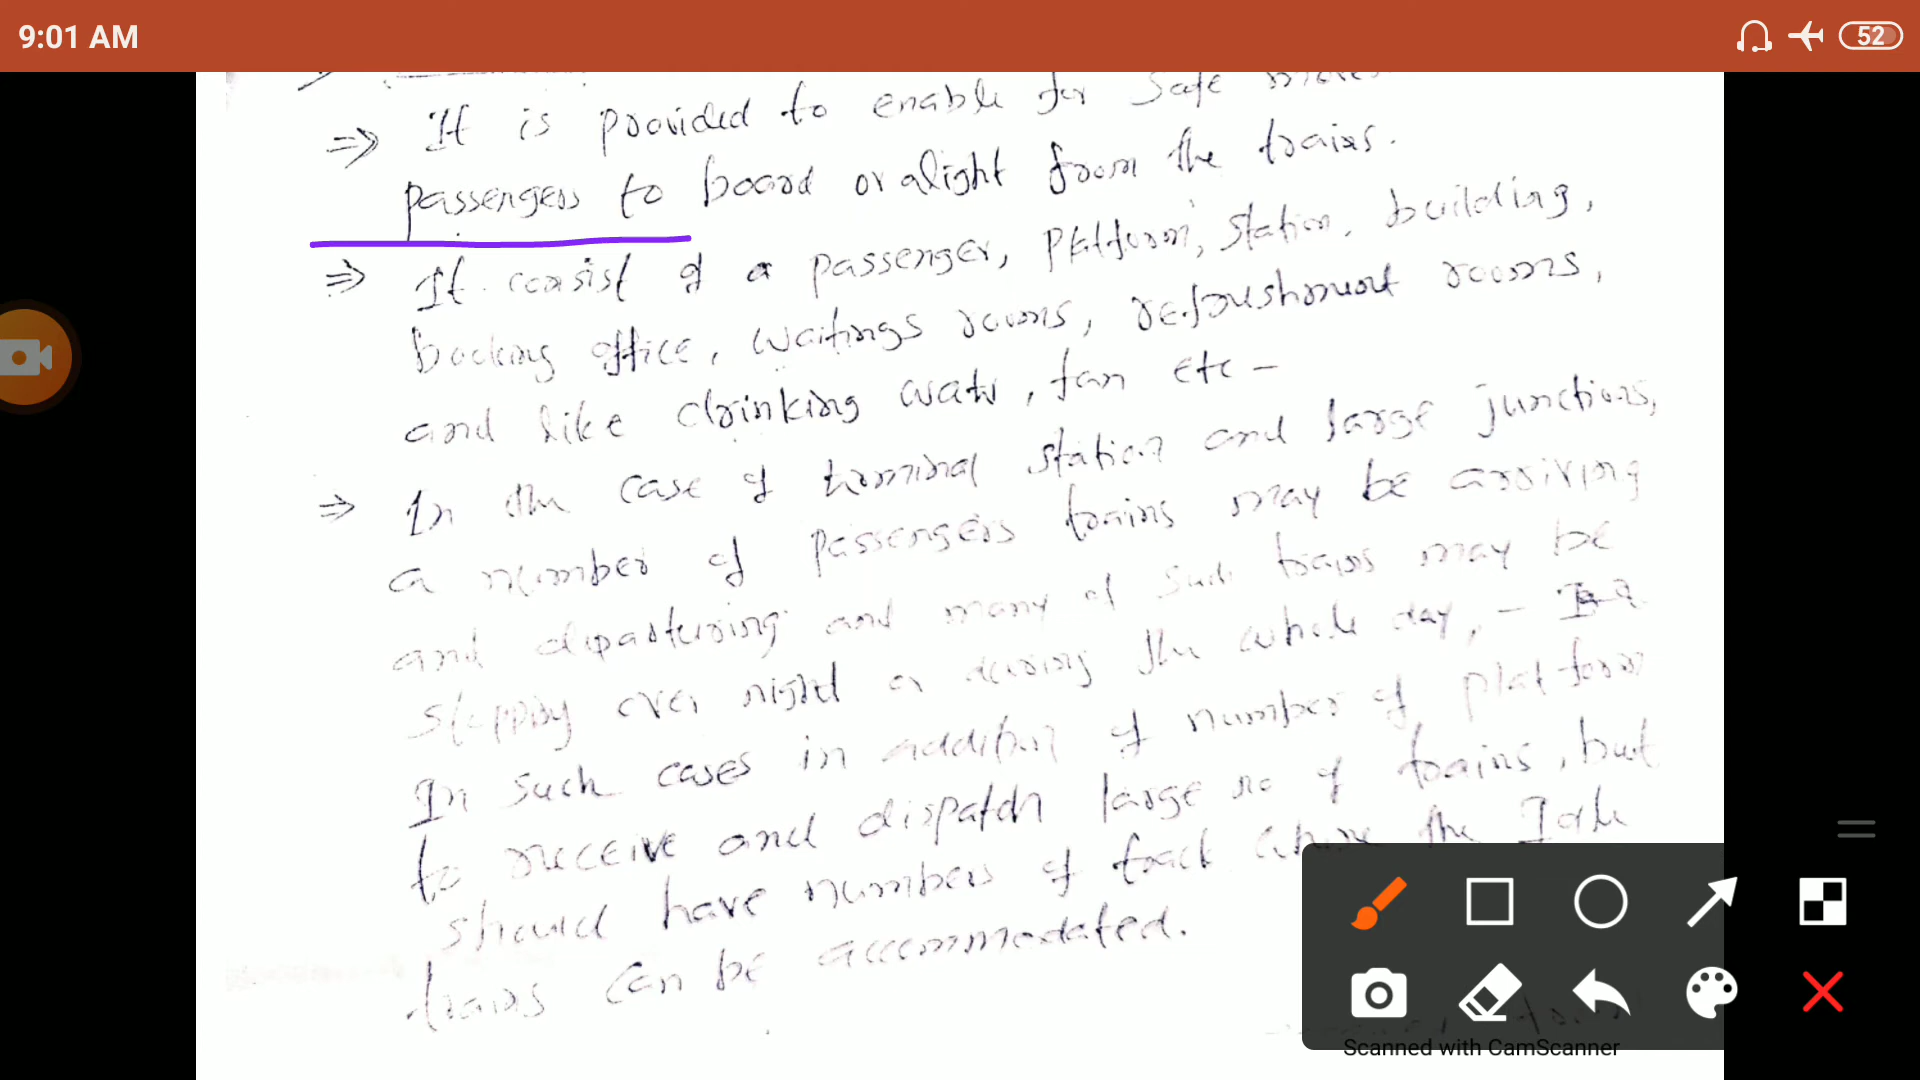 9:01 AM
52
⇒ It is provided to enable for safe
passengers to board or alight from the trains.
⇒ It consist of a passenger, Platform, station, building,
booking office, waitings rooms, refreshment rooms,
and like drinking water, fan etc -
⇒ In the case of terminal station and large junctions,
a number of passengers trains may be arriving
and departuring and many of such trains may be
stopping over night or during the whole day, -
In such cases in addition of number of platform
to receive and dispatch large no of trains, but
should have numbers of track where the Idle
trains can be accommodated.
Scanned with CamScanner